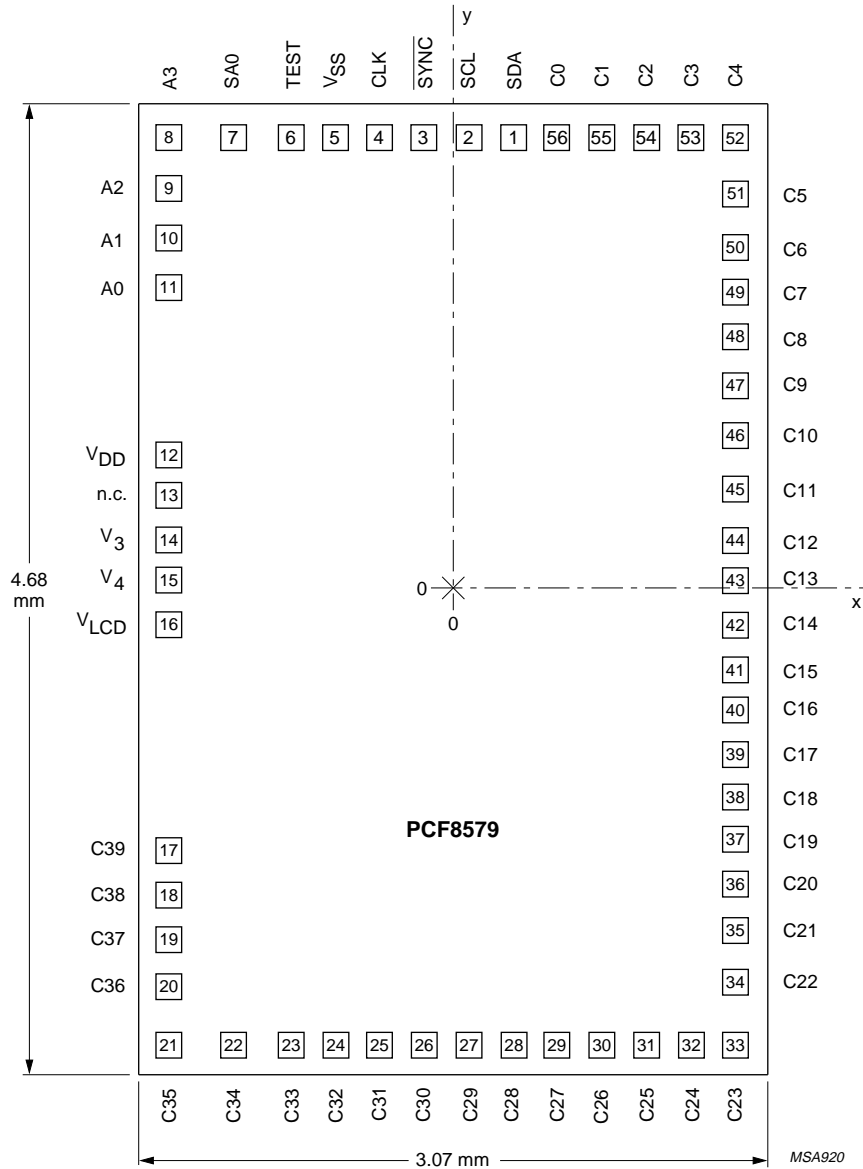 y
A3 SA0 TEST VSS CLK SYNC SCL SDA C0 C1 C2 C3 C4
8 7 6 5 4 3 2 1 56 55 54 53 52
A2 9 51 C5
A1 10 50 C6
A0 11 49 C7
48 C8
47 C9
VDD 12 46 C10
n.c. 13 45 C11
V3 14 44 C12
4.68
mm
V4 15 0 43 C13
x
VLCD 16 0 42 C14
41 C15
40 C16
39 C17
38 C18
PCF8579
C39 17 37 C19
C38 18 36 C20
C37 19 35 C21
C36 20 34 C22
21 22 23 24 25 26 27 28 29 30 31 32 33
C35 C34 C33 C32 C31 C30 C29 C28 C27 C26 C25 C24 C23
3.07 mm
MSA920